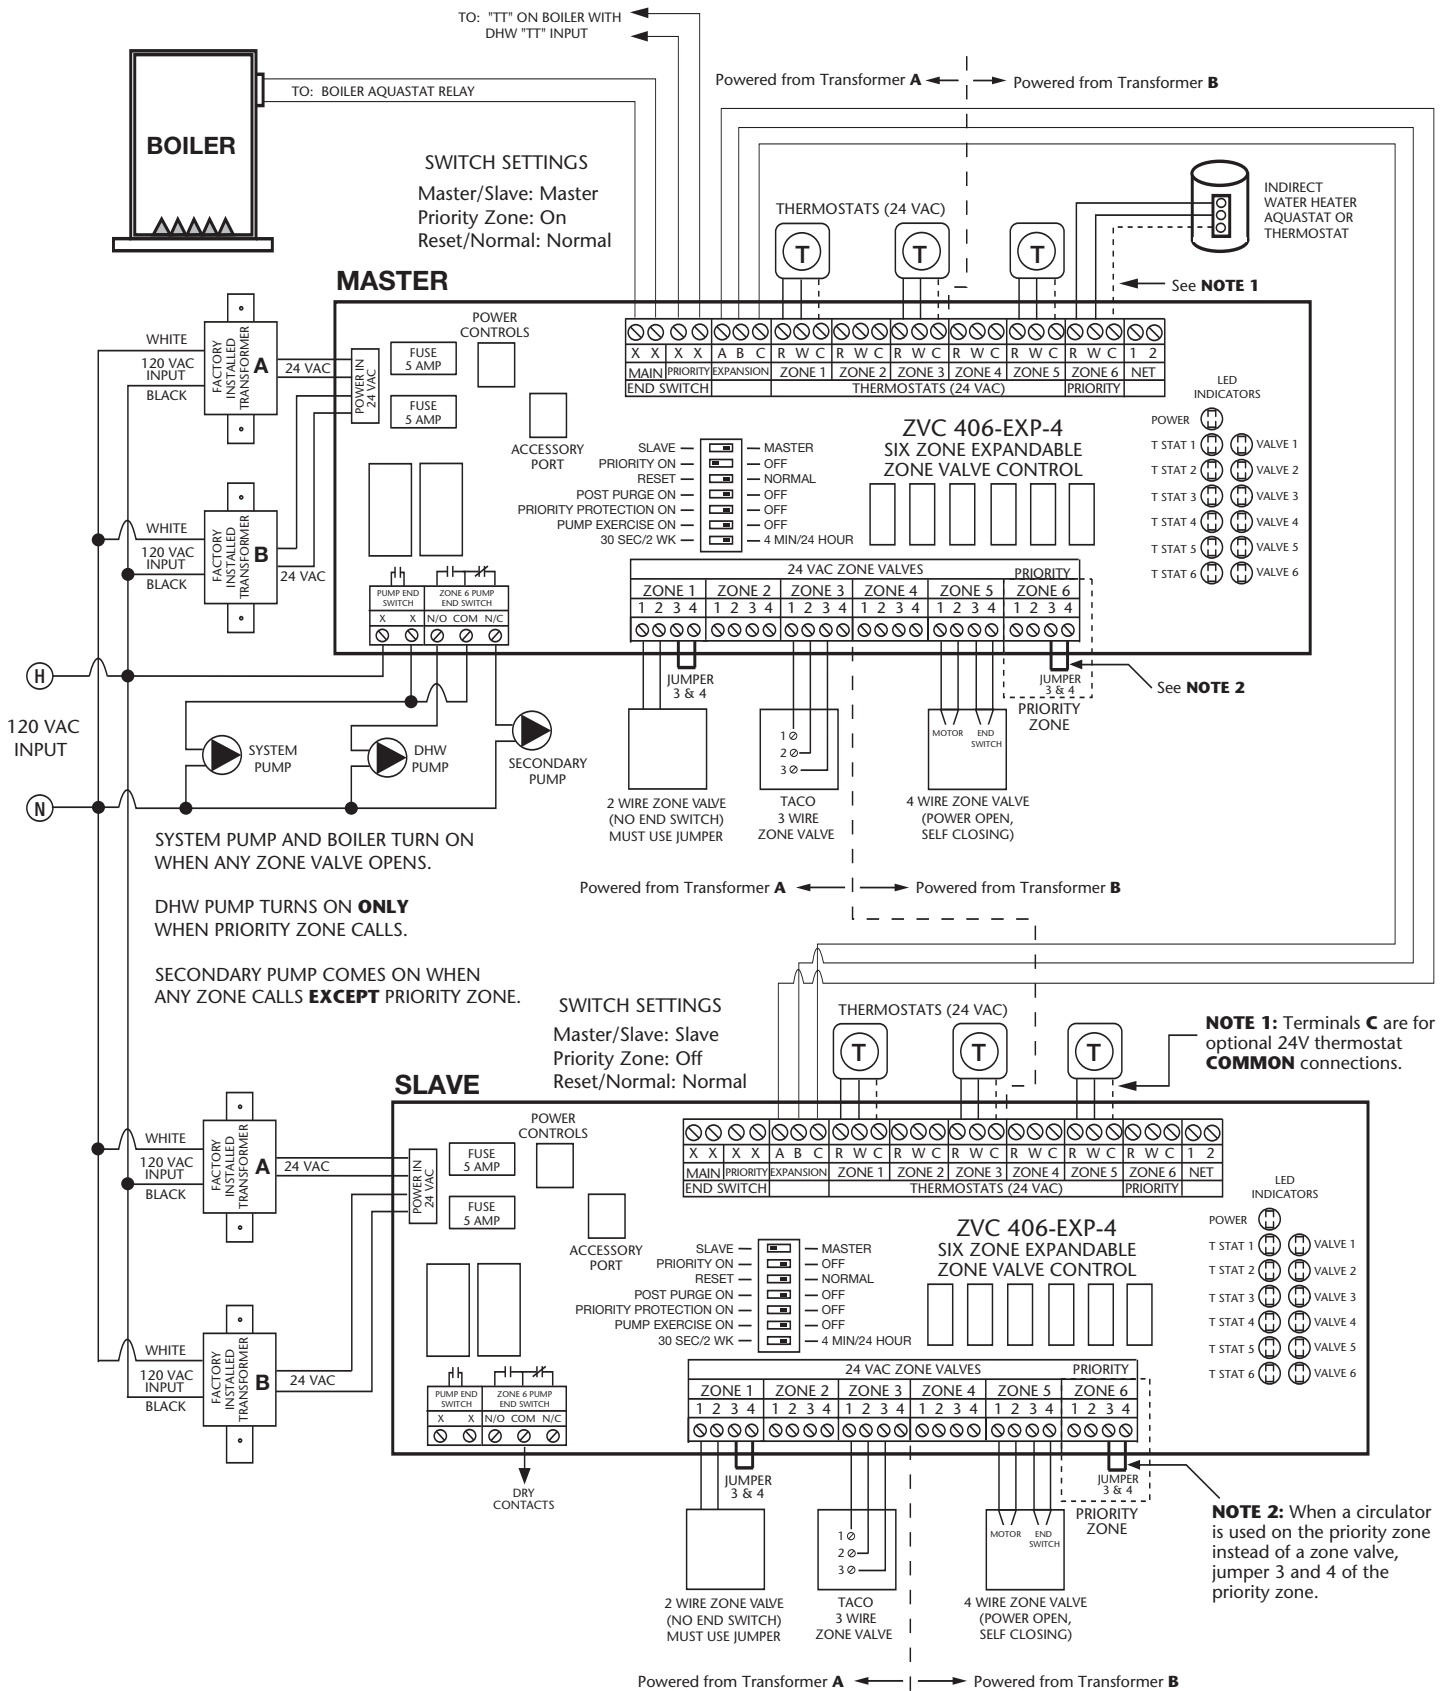 TO: "TT" ON BOILER WITH
DHW "TT" INPUT
Powered from Transformer A
Powered from Transformer B
TO: BOILER AQUASTAT RELAY
BOILER
SWITCH SETTINGS
Master/Slave: Master
Priority Zone: On
Reset/Normal: Normal
THERMOSTATS (24 VAC)
T T T
INDIRECT
WATER HEATER
AQUASTAT OR
THERMOSTAT
See NOTE 1
MASTER
WHITE
120 VAC
INPUT
BLACK
FACTORY
INSTALLED
TRANSFORMER
A
24 VAC
POWER IN
24 VAC
FUSE
5 AMP
FUSE
5 AMP
POWER
CONTROLS
ACCESSORY
PORT
X X X X A B C R W C R W C R W C R W C R W C R W C 1 2
MAIN PRIORITY EXPANSION ZONE 1 ZONE 2 ZONE 3 ZONE 4 ZONE 5 ZONE 6 NET
END SWITCH THERMOSTATS (24 VAC) PRIORITY
ZVC 406-EXP-4
SIX ZONE EXPANDABLE
ZONE VALVE CONTROL
SLAVE MASTER
PRIORITY ON OFF
RESET NORMAL
POST PURGE ON OFF
PRIORITY PROTECTION ON OFF
PUMP EXERCISE ON OFF
30 SEC/2 WK 4 MIN/24 HOUR
LED
INDICATORS
POWER
T STAT 1 VALVE 1
T STAT 2 VALVE 2
T STAT 3 VALVE 3
T STAT 4 VALVE 4
T STAT 5 VALVE 5
T STAT 6 VALVE 6
WHITE
120 VAC
INPUT
BLACK
FACTORY
INSTALLED
TRANSFORMER
B
24 VAC
PUMP END
SWITCH
X X
ZONE 6 PUMP
END SWITCH
N/O COM N/C
24 VAC ZONE VALVES PRIORITY
ZONE 1 ZONE 2 ZONE 3 ZONE 4 ZONE 5 ZONE 6
1 2 3 4 1 2 3 4 1 2 3 4 1 2 3 4 1 2 3 4 1 2 3 4
JUMPER
3 & 4
JUMPER
3 & 4
PRIORITY
ZONE
See NOTE 2
H
120 VAC
INPUT
N
SYSTEM
PUMP
DHW
PUMP
SECONDARY
PUMP
1
2
3
MOTOR
END
SWITCH
2 WIRE ZONE VALVE
(NO END SWITCH)
MUST USE JUMPER
TACO
3 WIRE
ZONE VALVE
4 WIRE ZONE VALVE
(POWER OPEN,
SELF CLOSING)
SYSTEM PUMP AND BOILER TURN ON
WHEN ANY ZONE VALVE OPENS.
DHW PUMP TURNS ON ONLY
WHEN PRIORITY ZONE CALLS.
SECONDARY PUMP COMES ON WHEN
ANY ZONE CALLS EXCEPT PRIORITY ZONE.
Powered from Transformer A
Powered from Transformer B
SWITCH SETTINGS
Master/Slave: Slave
Priority Zone: Off
Reset/Normal: Normal
THERMOSTATS (24 VAC)
T T T
NOTE 1: Terminals C are for
optional 24V thermostat
COMMON connections.
SLAVE
WHITE
120 VAC
INPUT
BLACK
FACTORY
INSTALLED
TRANSFORMER
A
24 VAC
POWER IN
24 VAC
FUSE
5 AMP
FUSE
5 AMP
POWER
CONTROLS
ACCESSORY
PORT
X X X X A B C R W C R W C R W C R W C R W C R W C 1 2
MAIN PRIORITY EXPANSION ZONE 1 ZONE 2 ZONE 3 ZONE 4 ZONE 5 ZONE 6 NET
END SWITCH THERMOSTATS (24 VAC) PRIORITY
ZVC 406-EXP-4
SIX ZONE EXPANDABLE
ZONE VALVE CONTROL
SLAVE MASTER
PRIORITY ON OFF
RESET NORMAL
POST PURGE ON OFF
PRIORITY PROTECTION ON OFF
PUMP EXERCISE ON OFF
30 SEC/2 WK 4 MIN/24 HOUR
LED
INDICATORS
POWER
T STAT 1 VALVE 1
T STAT 2 VALVE 2
T STAT 3 VALVE 3
T STAT 4 VALVE 4
T STAT 5 VALVE 5
T STAT 6 VALVE 6
WHITE
120 VAC
INPUT
BLACK
FACTORY
INSTALLED
TRANSFORMER
B
24 VAC
PUMP END
SWITCH
X X
ZONE 6 PUMP
END SWITCH
N/O COM N/C
DRY
CONTACTS
24 VAC ZONE VALVES PRIORITY
ZONE 1 ZONE 2 ZONE 3 ZONE 4 ZONE 5 ZONE 6
1 2 3 4 1 2 3 4 1 2 3 4 1 2 3 4 1 2 3 4 1 2 3 4
JUMPER
3 & 4
JUMPER
3 & 4
PRIORITY
ZONE
1
2
3
MOTOR
END
SWITCH
2 WIRE ZONE VALVE
(NO END SWITCH)
MUST USE JUMPER
TACO
3 WIRE
ZONE VALVE
4 WIRE ZONE VALVE
(POWER OPEN,
SELF CLOSING)
NOTE 2: When a circulator
is used on the priority zone
instead of a zone valve,
jumper 3 and 4 of the
priority zone.
Powered from Transformer A
Powered from Transformer B